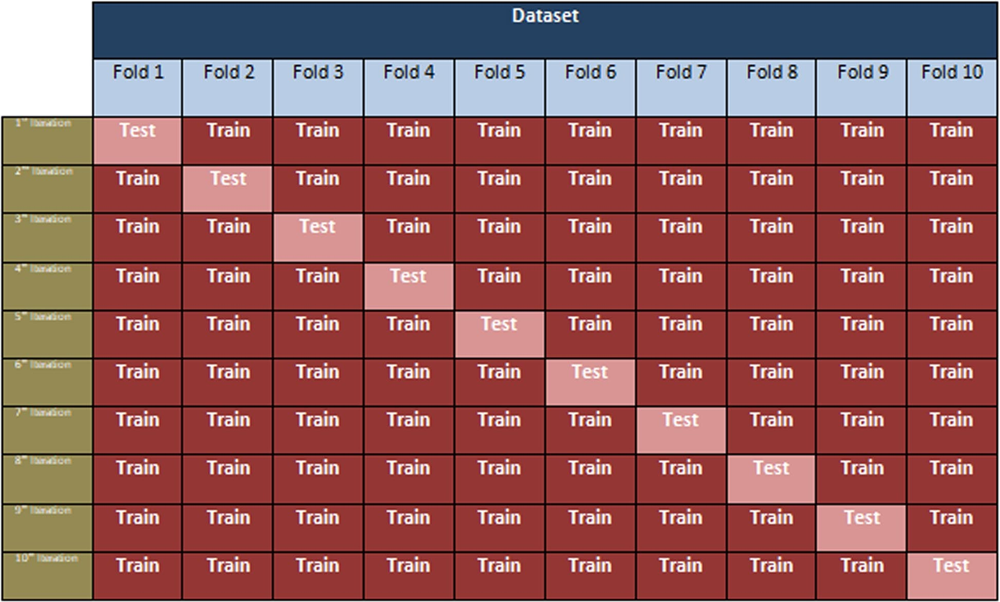 Dataset
Fold 1 Fold 2 Fold 3 Fold 4 Fold 5 Fold 6 Fold 7 Fold 8 Fold 9 Fold 10
1st Iteration Test Train Train Train Train Train Train Train Train Train
2nd Iteration Train Test Train Train Train Train Train Train Train Train
3rd Iteration Train Train Test Train Train Train Train Train Train Train
4th Iteration Train Train Train Test Train Train Train Train Train Train
5th Iteration Train Train Train Train Test Train Train Train Train Train
6th Iteration Train Train Train Train Train Test Train Train Train Train
7th Iteration Train Train Train Train Train Train Test Train Train Train
8th Iteration Train Train Train Train Train Train Train Test Train Train
9th Iteration Train Train Train Train Train Train Train Train Test Train
10th Iteration Train Train Train Train Train Train Train Train Train Test